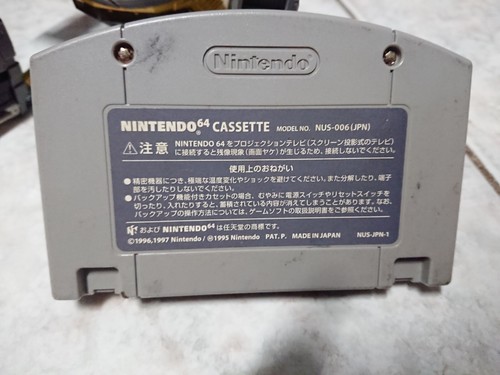 Nintendo®
NINTENDO64® CASSETTE MODEL NO. NUS-006(JPN)
⚠注意 NINTENDO 64をプロジェクションテレビ(スクリーン投影式のテレビ)
に接続すると残像現象(画面ヤケ)が生じるため、接続しないでください。
使用上のおねがい
●精密機器につき、極端な温度変化やショックを避けてください。また分解したり、端子
部を汚したりしないでください。
●バックアップ機能付きカセットの場合、むやみに電源スイッチやリセットスイッチを
切ったり、入れたりすると、蓄積されている内容が消えてしまうことがあります。なお、
バックアップの操作方法については、ゲームソフトの取扱説明書をご参照ください。
および NINTENDO64 は任天堂の商標です。
©1996,1997 Nintendo/℗1995 Nintendo PAT. P. MADE IN JAPAN NUS-JPN-1